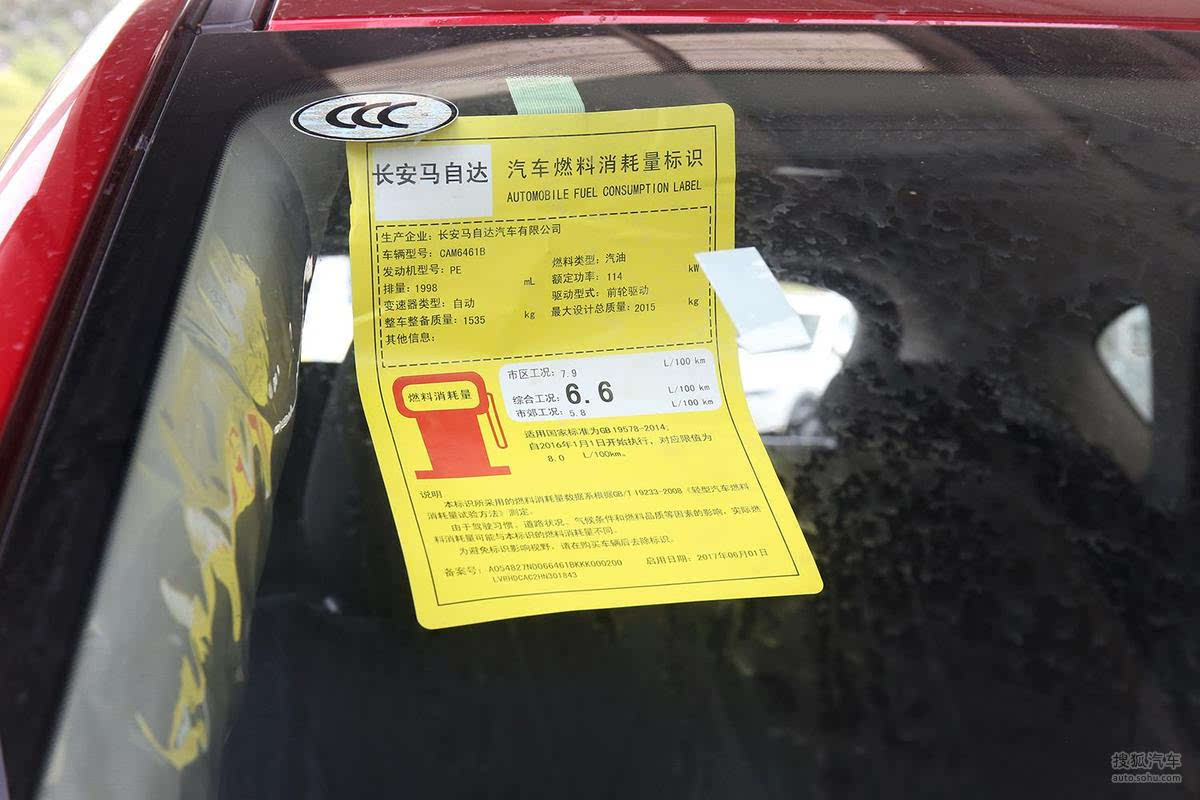 CCC
长安马自达
汽车燃料消耗量标识
AUTOMOBILE FUEL CONSUMPTION LABEL
生产企业：长安马自达汽车有限公司
车辆型号：CAM6461B
发动机型号：PE 燃料类型：汽油
排量：1998 mL 额定功率：114 kW
变速器类型：自动 驱动型式：前轮驱动
整车整备质量：1535 kg 最大设计总质量：2015 kg
其他信息：
燃料消耗量
市区工况：7.9 L/100 km
综合工况：6.6 L/100 km
市郊工况：5.8 L/100 km
适用国家标准为GB 19578-2014;
自2016年1月1日开始执行，对应限值为
8.0 L/100km。
说明
本标识所采用的燃料消耗量数据系根据GB/T 19233-2008《轻型汽车燃料
消耗量试验方法》测定。
由于驾驶习惯、道路状况、气候条件和燃料品质等因素的影响，实际燃
料消耗量可能与本标识的燃料消耗量不同。
为避免标识影响视野，请在购买车辆后去除标识。
备案号：A054827N0066461BKKK000200 启用日期：2017年06月01日
LVRHDCAC2HN301843
搜狐汽车
auto.sohu.com